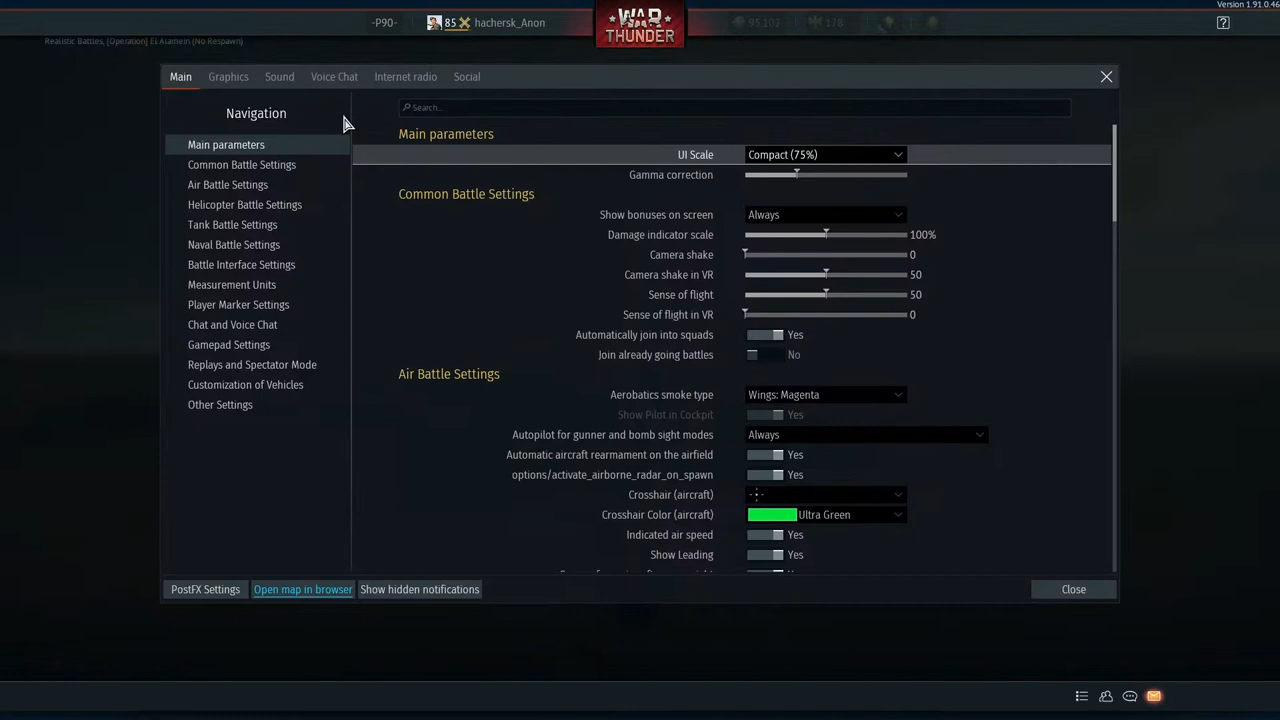 Version 1.91.0.46
-P90- 85 hachersk_Anon WAR THUNDER 178
Realistic Battles, [Operation] El Alamein (No Respawn)
Main Graphics Sound Voice Chat Internet radio Social
Navigation
Search...
Main parameters
Main parameters
UI Scale Compact (75%)
Common Battle Settings
Gamma correction
Air Battle Settings
Common Battle Settings
Helicopter Battle Settings
Show bonuses on screen Always
Tank Battle Settings
Damage indicator scale 100%
Naval Battle Settings
Camera shake 0
Battle Interface Settings
Camera shake in VR 50
Measurement Units
Sense of flight 50
Player Marker Settings
Sense of flight in VR 0
Chat and Voice Chat
Automatically join into squads Yes
Gamepad Settings
Join already going battles No
Replays and Spectator Mode
Air Battle Settings
Customization of Vehicles
Aerobatics smoke type Wings: Magenta
Other Settings
Show Pilot in Cockpit Yes
Autopilot for gunner and bomb sight modes Always
Automatic aircraft rearmament on the airfield Yes
options/activate_airborne_radar_on_spawn Yes
Crosshair (aircraft)
Crosshair Color (aircraft) Ultra Green
Indicated air speed Yes
Show Leading Yes
PostFX Settings Open map in browser Show hidden notifications Close